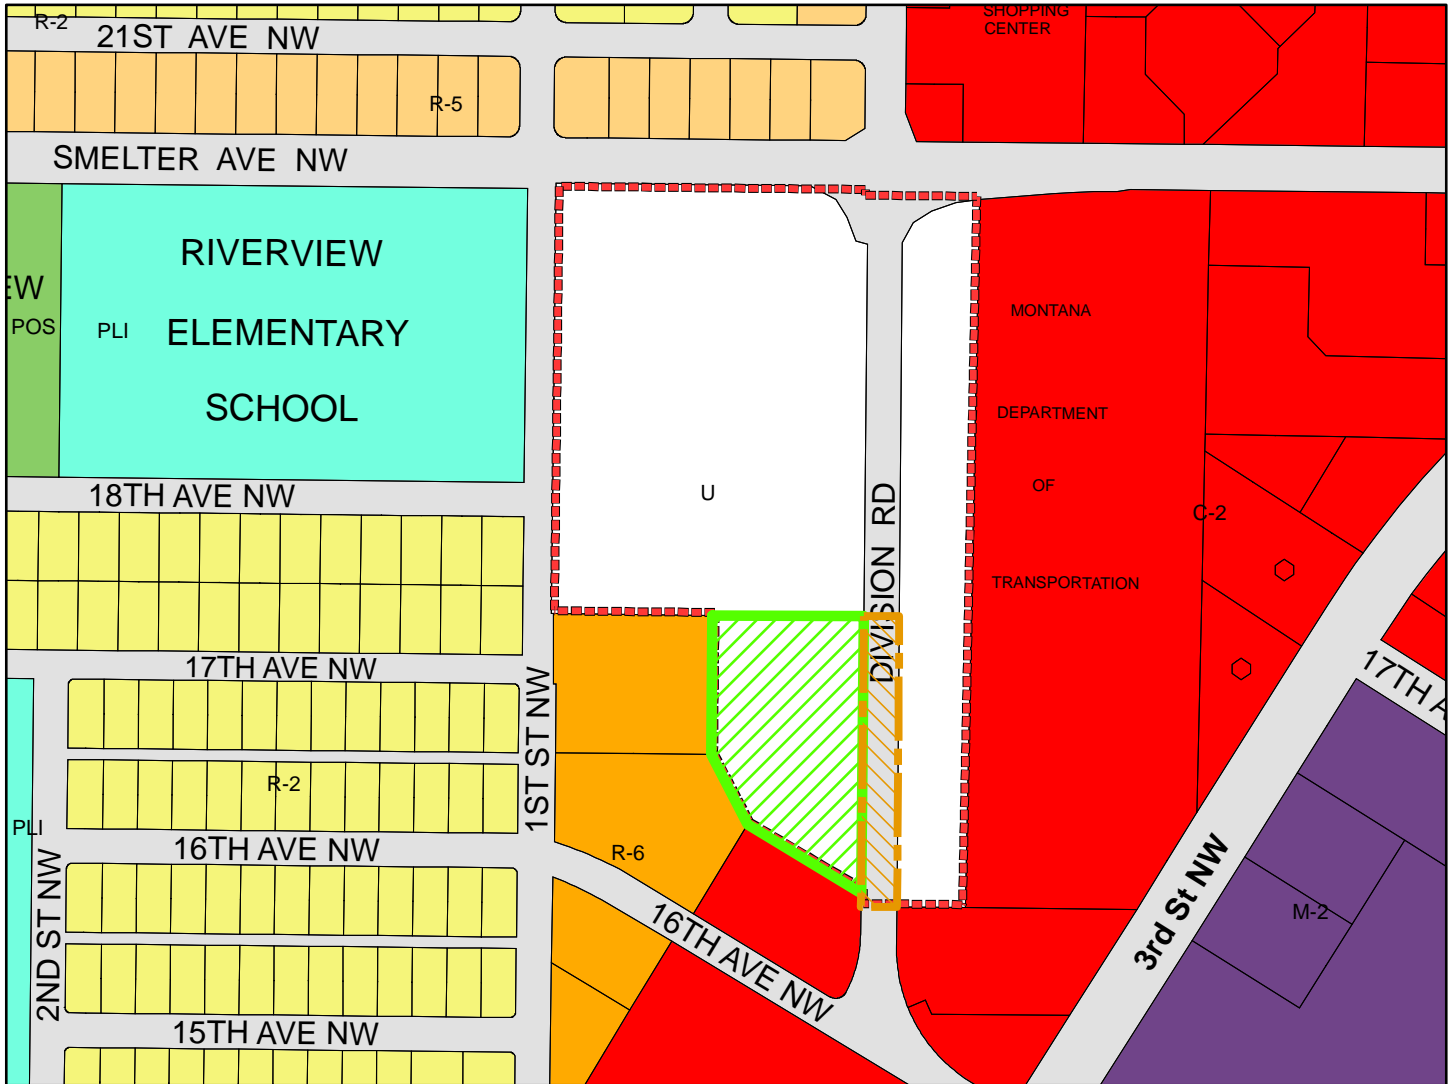 R-2
21ST AVE NW
SHOPPING
CENTER
R-5
SMELTER AVE NW
RIVERVIEW
ELEMENTARY
SCHOOL
EW
POS
PLI
MONTANA
DEPARTMENT
OF
TRANSPORTATION
18TH AVE NW
U
DIVISION RD
C-2
17TH AVE NW
1ST ST NW
17TH A
R-2
PLI
16TH AVE NW
R-6
2ND ST NW
16TH AVE NW
3rd St NW
M-2
15TH AVE NW